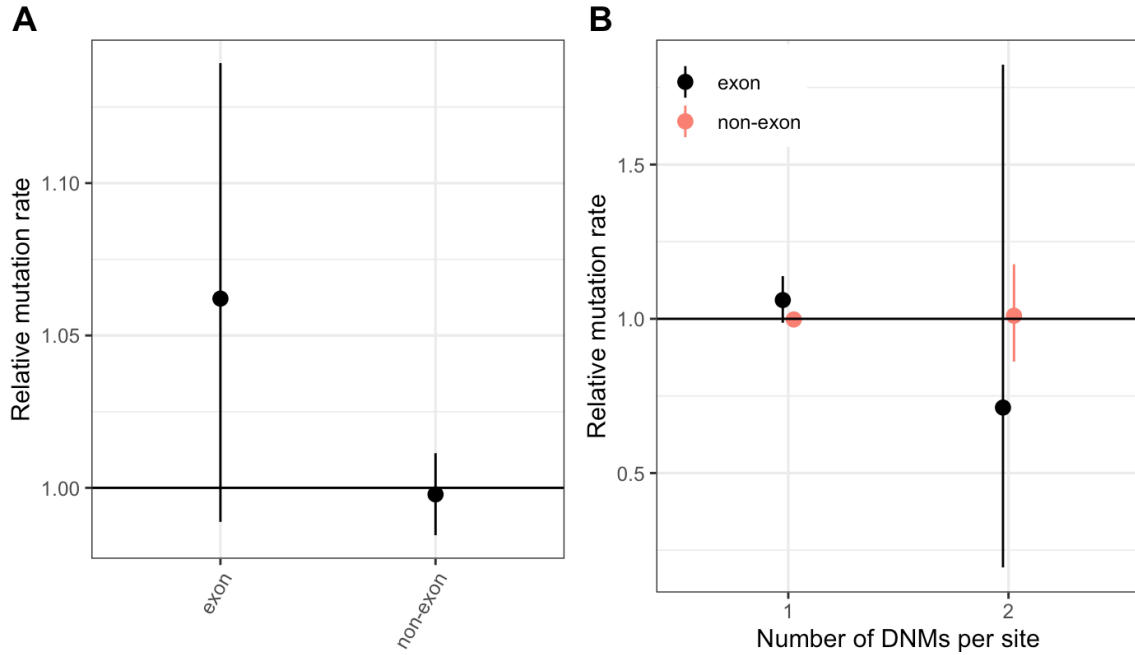 A
Relative mutation rate
1.10
1.05
1.00
exon
non-exon
B
Relative mutation rate
1.5
1.0
0.5
exon
non-exon
1
2
Number of DNMs per site